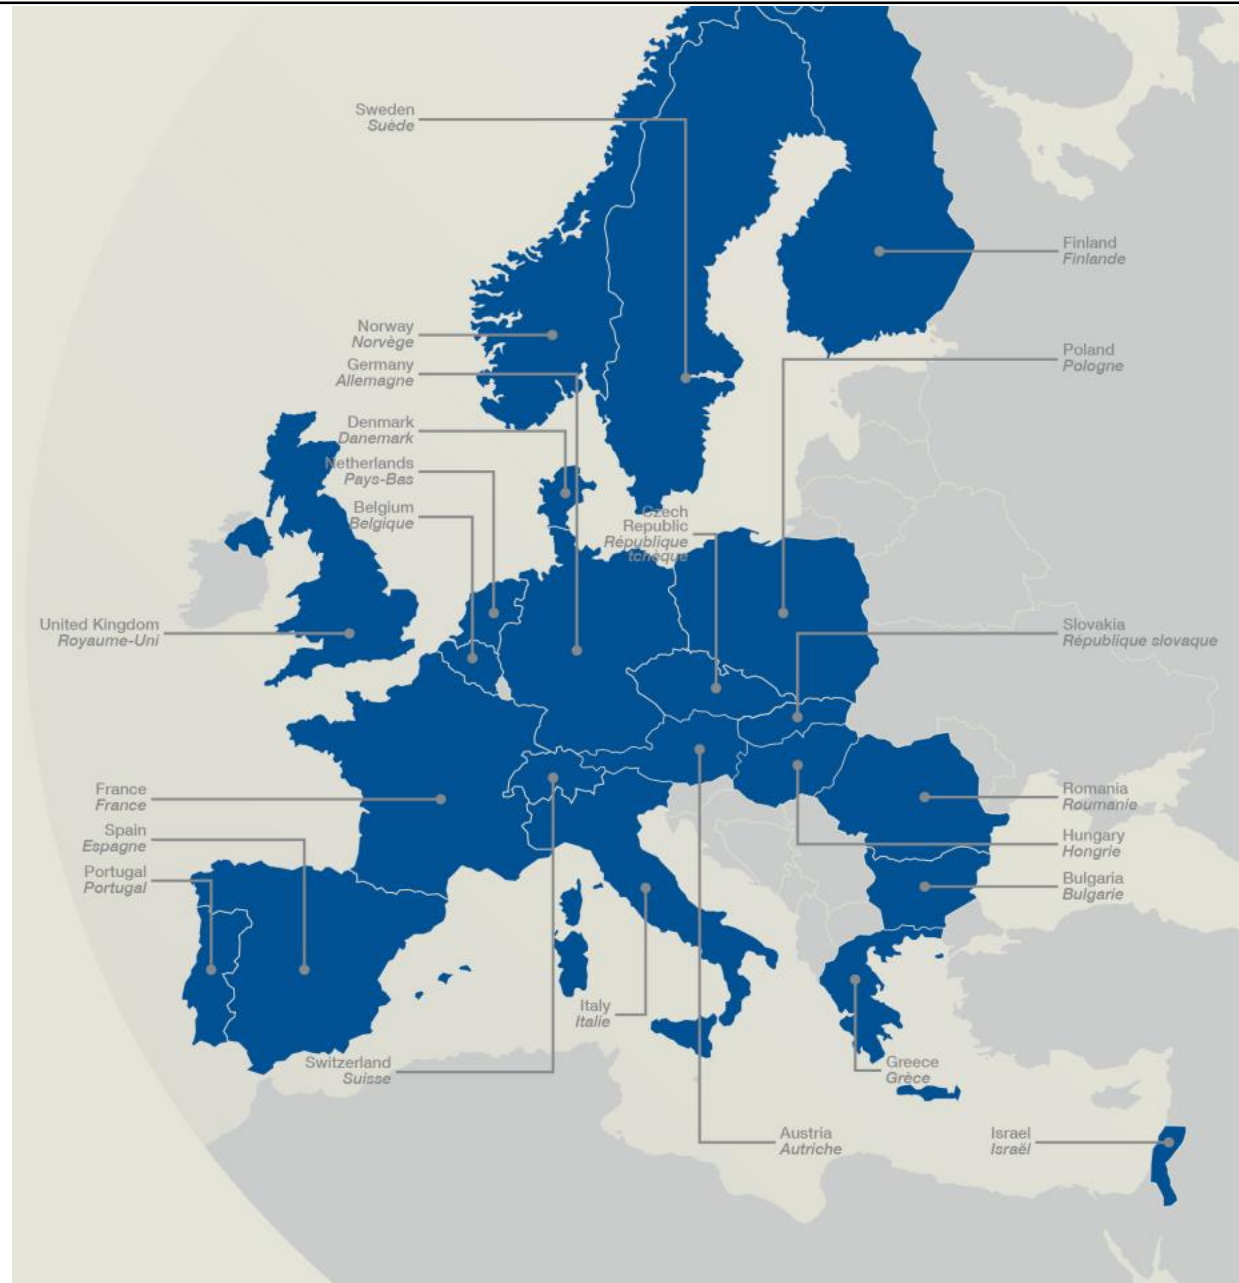 Sweden
Suède
Finland
Finlande
Norway
Norvège
Germany
Allemagne
Poland
Pologne
Denmark
Danemark
Netherlands
Pays-Bas
Belgium
Belgique
Czech
Republic
République
tchèque
United Kingdom
Royaume-Uni
Slovakia
République slovaque
France
France
Spain
Espagne
Portugal
Portugal
Romania
Roumanie
Hungary
Hongrie
Bulgaria
Bulgarie
Italy
Italie
Switzerland
Suisse
Greece
Grèce
Austria
Autriche
Israel
Israël